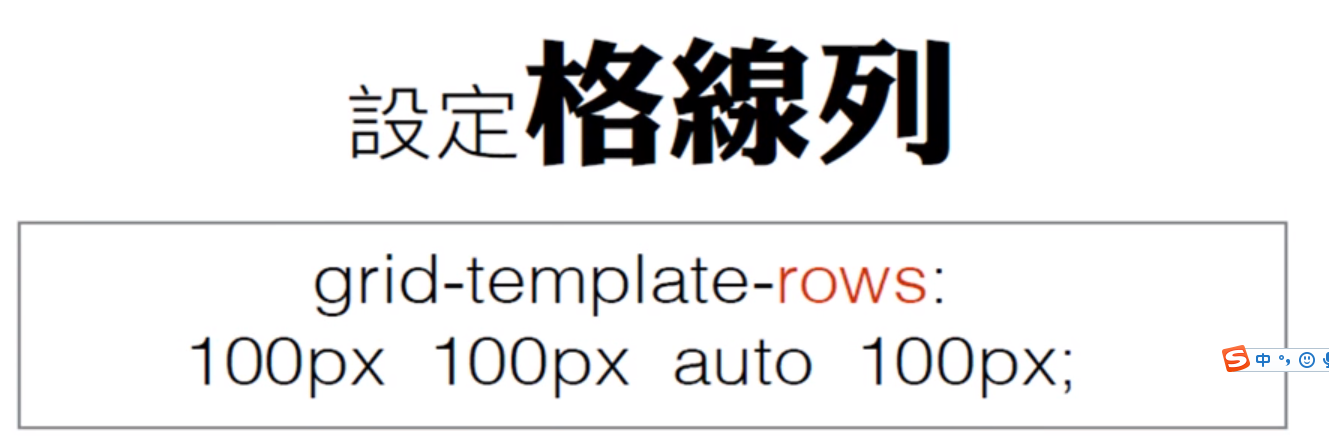 設定格線列
grid-template-rows:
100px 100px auto 100px;
中